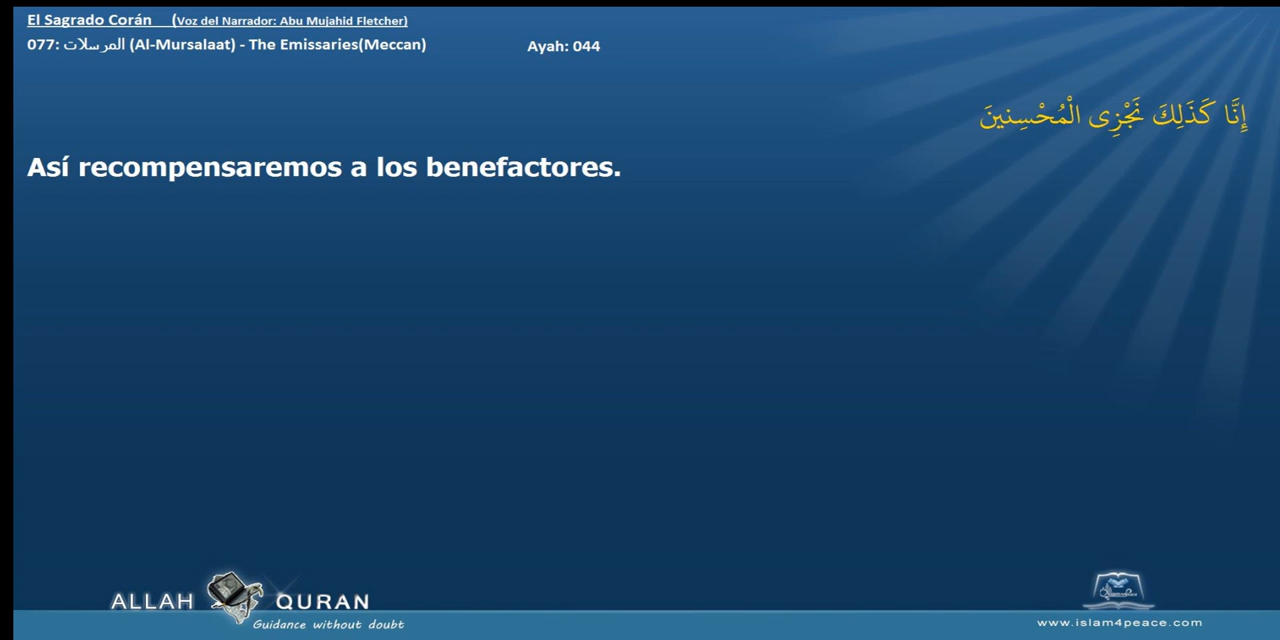 El Sagrado Corán (Voz del Narrador: Abu Mujahid Fletcher)
077: المرسلات (Al-Mursalaat) - The Emissaries(Meccan) Ayah: 044
إِنَّا كَذَلِكَ نَجْزِى الْمُحْسِنِينَ
Así recompensaremos a los benefactores.
ALLAH QURAN
Guidance without doubt
www.islam4peace.com